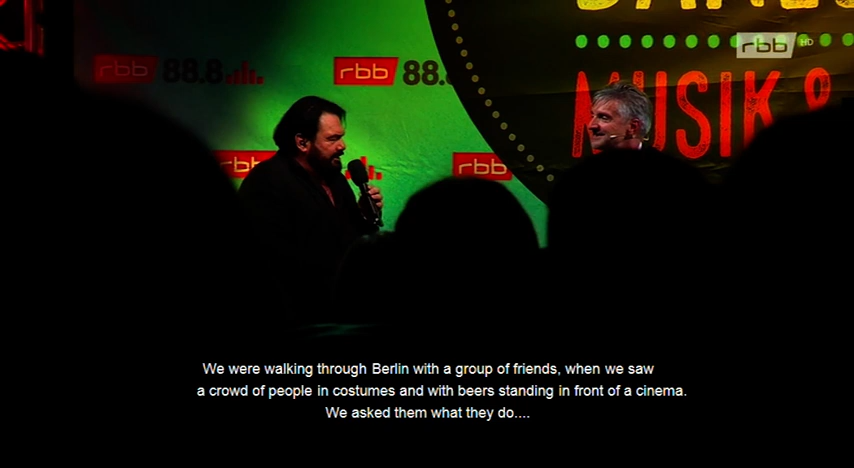 rbb HD
rbb 88.8
rbb 88.8
MUSIK &
rbb
rbb
We were walking through Berlin with a group of friends, when we saw
a crowd of people in costumes and with beers standing in front of a cinema.
We asked them what they do....